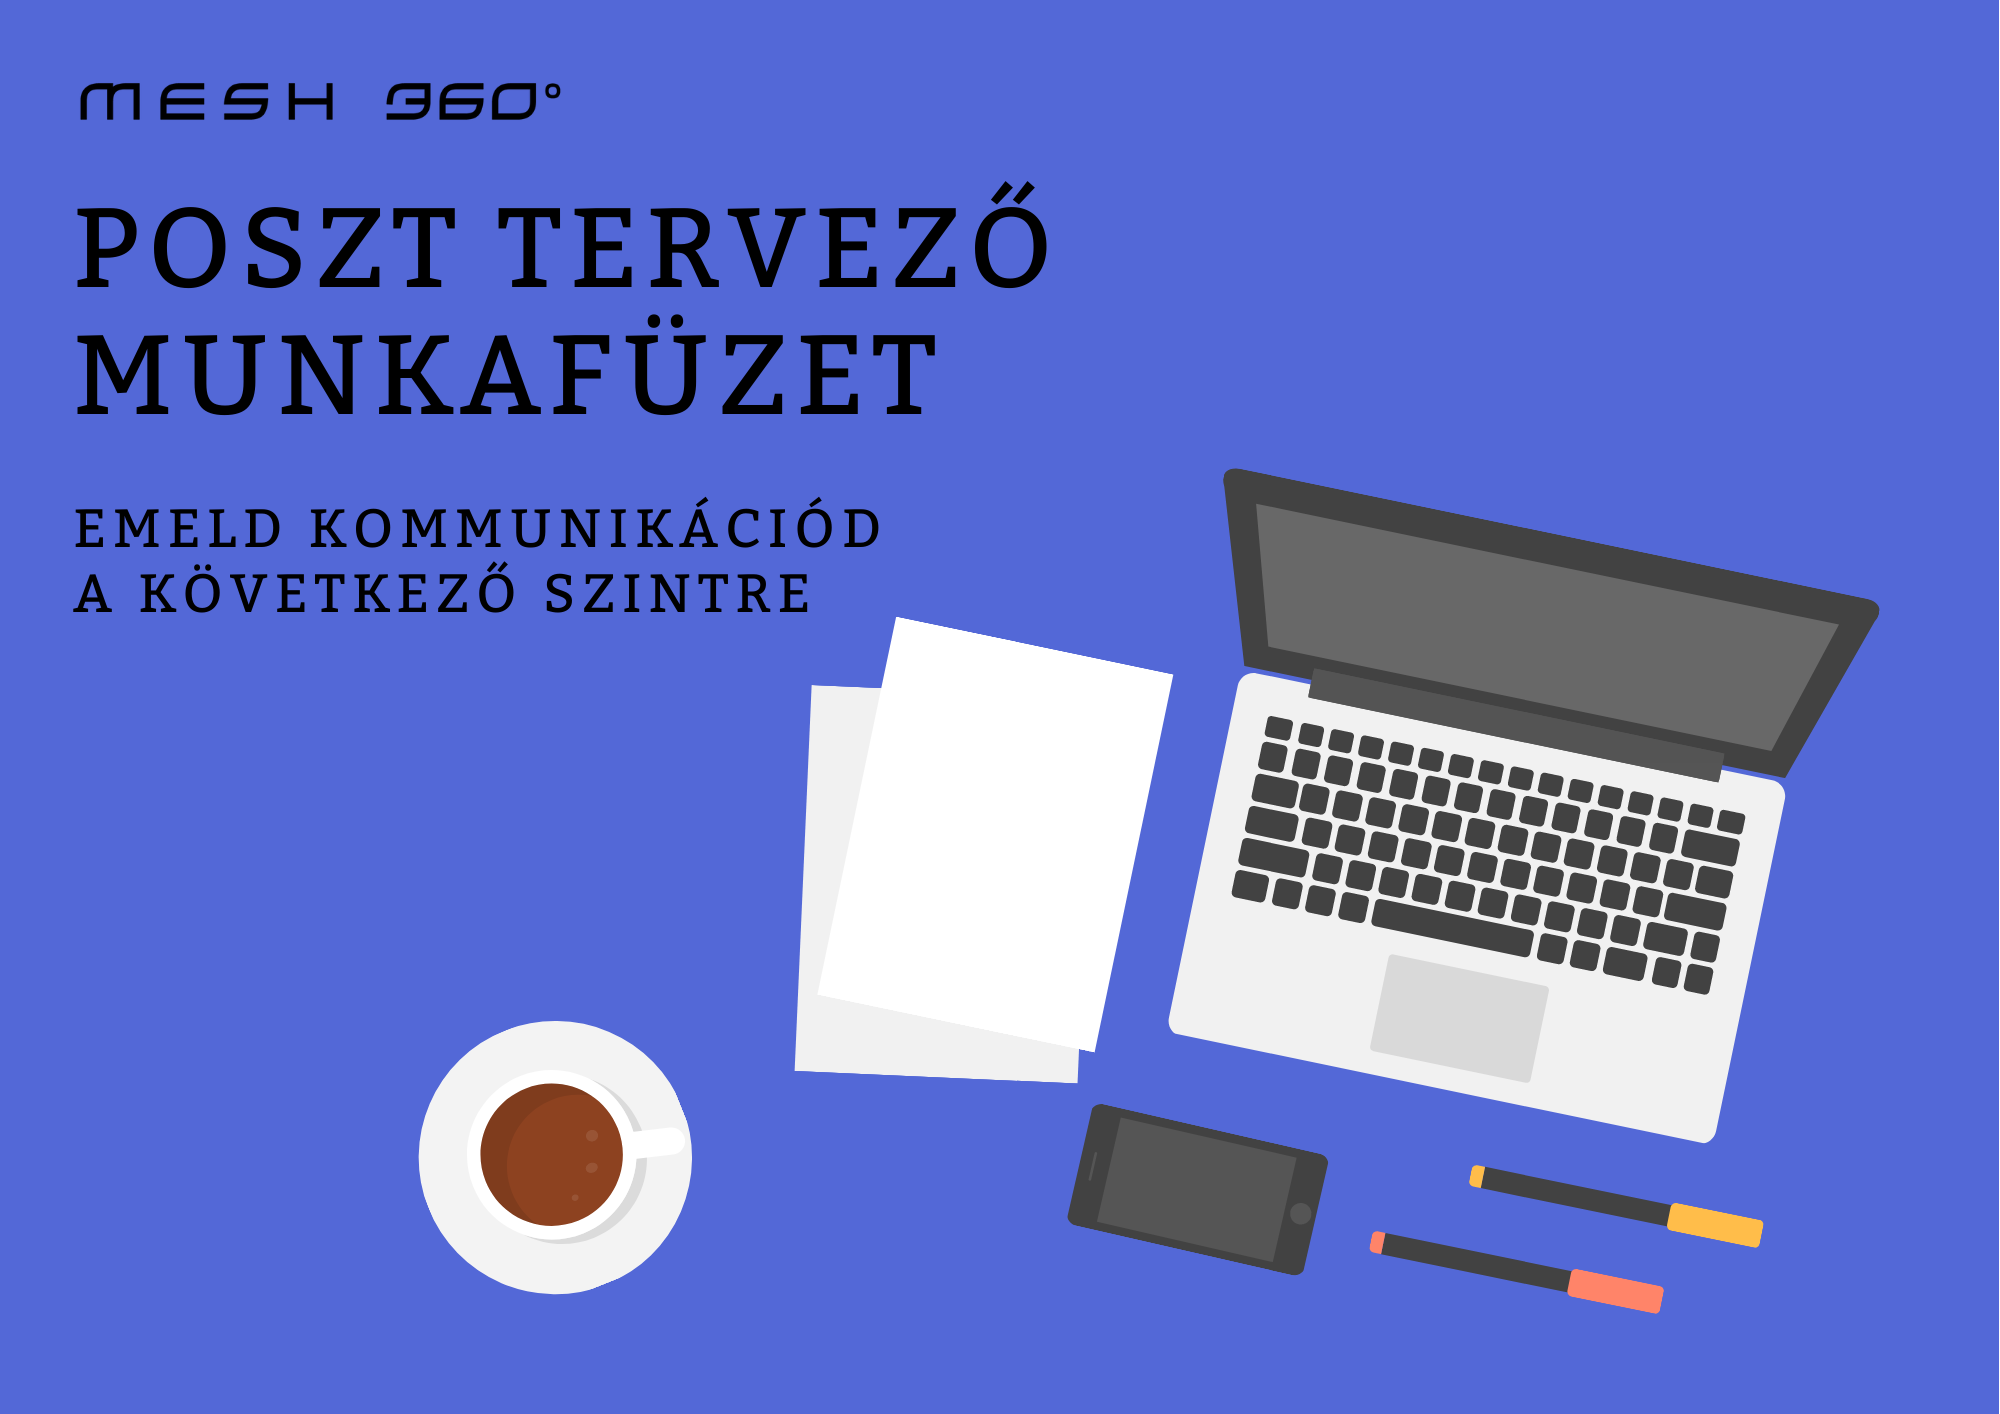 MESH 360°
POSZT TERVEZŐ
MUNKAFÜZET
EMELD KOMMUNIKÁCIÓD
A KÖVETKEZŐ SZINTRE